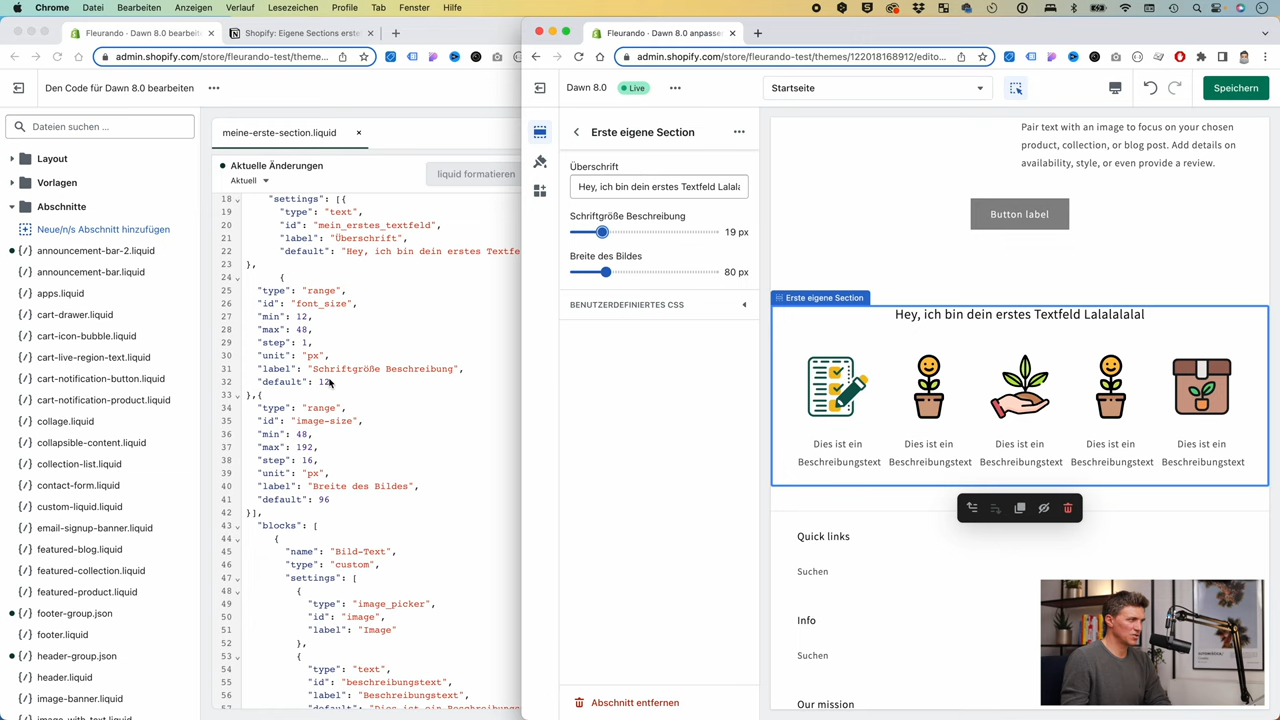 Chrome Ablage Bearbeiten Anzeigen Verlauf Lesezeichen Profile Tab Fenster Hilfe
Fleurando - Dawn 8.0 bearbeit
Shopify: Eigene Sections erste
admin.shopify.com/store/fleurando-test/theme...
Den Code für Dawn 8.0 bearbeiten
Dateien suchen ...
Layout
Vorlagen
Abschnitte
Neue/n/s Abschnitt hinzufügen
announcement-bar-2.liquid
announcement-bar.liquid
apps.liquid
cart-drawer.liquid
cart-icon-bubble.liquid
cart-live-region-text.liquid
cart-notification-button.liquid
cart-notification-product.liquid
collage.liquid
collapsible-content.liquid
collection-list.liquid
contact-form.liquid
custom-liquid.liquid
email-signup-banner.liquid
featured-blog.liquid
featured-collection.liquid
featured-product.liquid
footer-group.json
footer.liquid
header-group.json
header.liquid
image-banner.liquid
image-with-text.liquid
meine-erste-section.liquid
Aktuelle Änderungen
Aktuell
liquid formatieren
18 "settings": [{
19 "type": "text",
20 "id": "mein_erstes_textfeld",
21 "label": "Überschrift",
22 "default": "Hey, ich bin dein erstes Textfe
23 },
24 {
25 "type": "range",
26 "id": "font_size",
27 "min": 12,
28 "max": 48,
29 "step": 1,
30 "unit": "px",
31 "label": "Schriftgröße Beschreibung",
32 "default": 12
33 },{
34 "type": "range",
35 "id": "image-size",
36 "min": 48,
37 "max": 192,
38 "step": 16,
39 "unit": "px",
40 "label": "Breite des Bildes",
41 "default": 96
42 }],
43 "blocks": [
44 {
45 "name": "Bild-Text",
46 "type": "custom",
47 "settings": [
48 {
49 "type": "image_picker",
50 "id": "image",
51 "label": "Image"
52 },
53 {
54 "type": "text",
55 "id": "beschreibungstext",
56 "label": "Beschreibungstext",
57 "default": "Dies ist ein Beschreibungs
Fleurando - Dawn 8.0 anpasse
admin.shopify.com/store/fleurando-test/themes/122018168912/edito...
Dawn 8.0
Live
Startseite
Speichern
Erste eigene Section
Überschrift
Hey, ich bin dein erstes Textfeld Lalala
Schriftgröße Beschreibung
19 px
Breite des Bildes
80 px
BENUTZERDEFINIERTES CSS
Abschnitt entfernen
Pair text with an image to focus on your chosen
product, collection, or blog post. Add details on
availability, style, or even provide a review.
Button label
Erste eigene Section
Hey, ich bin dein erstes Textfeld Lalalalalal
Dies ist ein
Beschreibungstext
Dies ist ein
Beschreibungstext
Dies ist ein
Beschreibungstext
Dies ist ein
Beschreibungstext
Dies ist ein
Beschreibungstext
Quick links
Suchen
Info
Suchen
Our mission